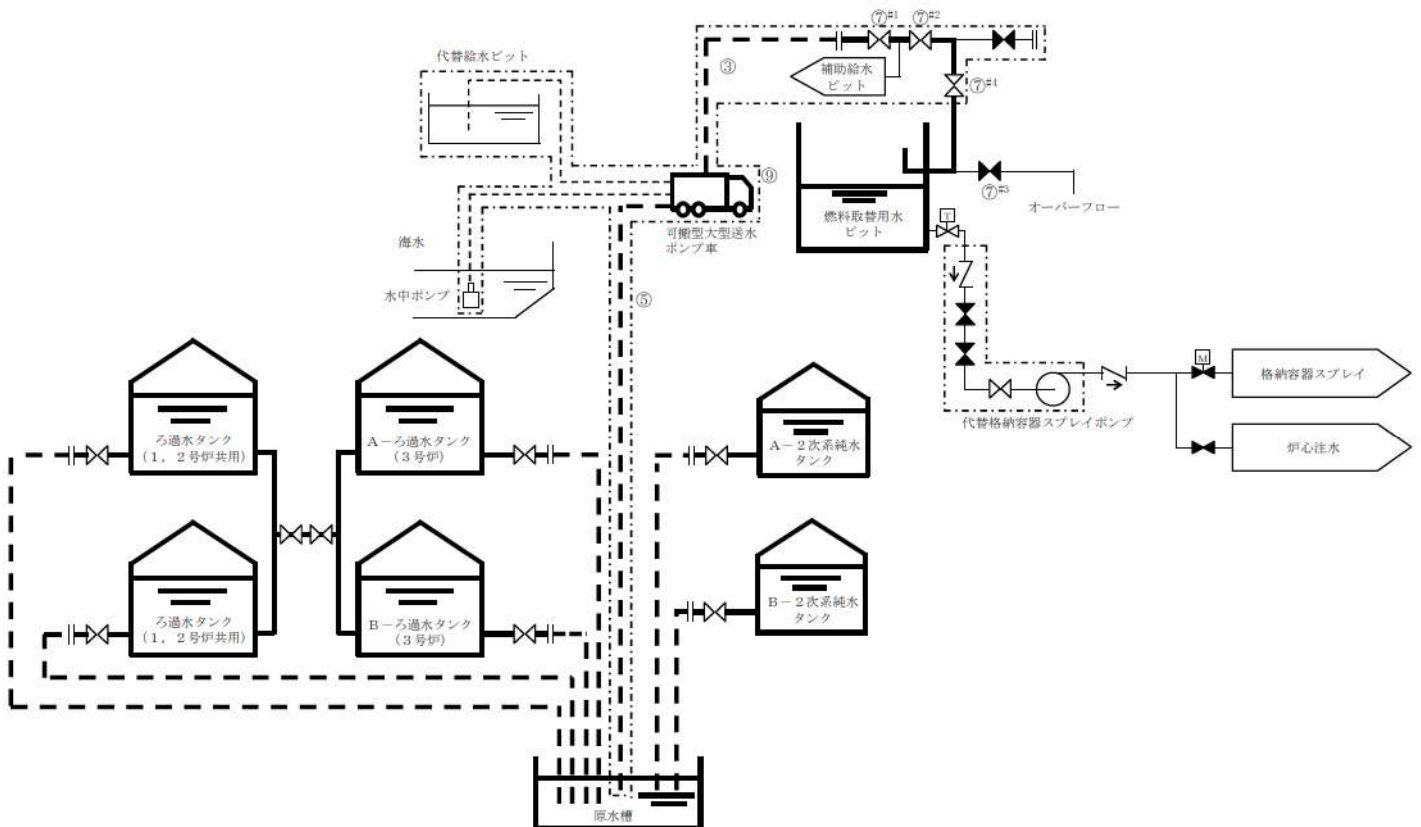 ⑦#1
⑦#2
代替給水ピット
③
補助給水
ピット
⑦#4
⑨
⑦#3
オーバーフロー
燃料取替用水
ピット
T
可搬型大型送水
ポンプ車
海水
水中ポンプ
⑤
M
格納容器スプレイ
代替格納容器スプレイポンプ
炉心注水
ろ過水タンク
(1,2号炉共用)
A-ろ過水タンク
(3号炉)
A-2次系純水
タンク
ろ過水タンク
(1,2号炉共用)
B-ろ過水タンク
(3号炉)
B-2次系純水
タンク
原水槽